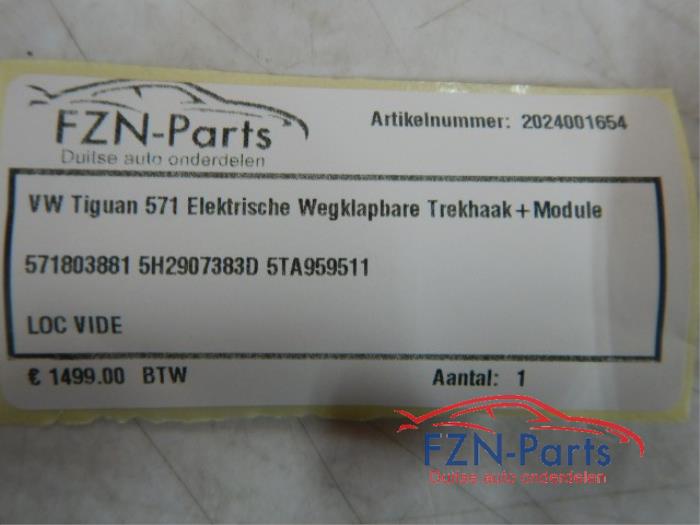 FZN-Parts
Duitse auto onderdelen
Artikelnummer: 2024001654
VW Tiguan 571 Elektrische Wegklapbare Trekhaak+Module
571803881 5H2907383D 5TA959511
LOC VIDE
€ 1499.00 BTW
Aantal: 1
FZN-Parts
Duitse auto onderdelen